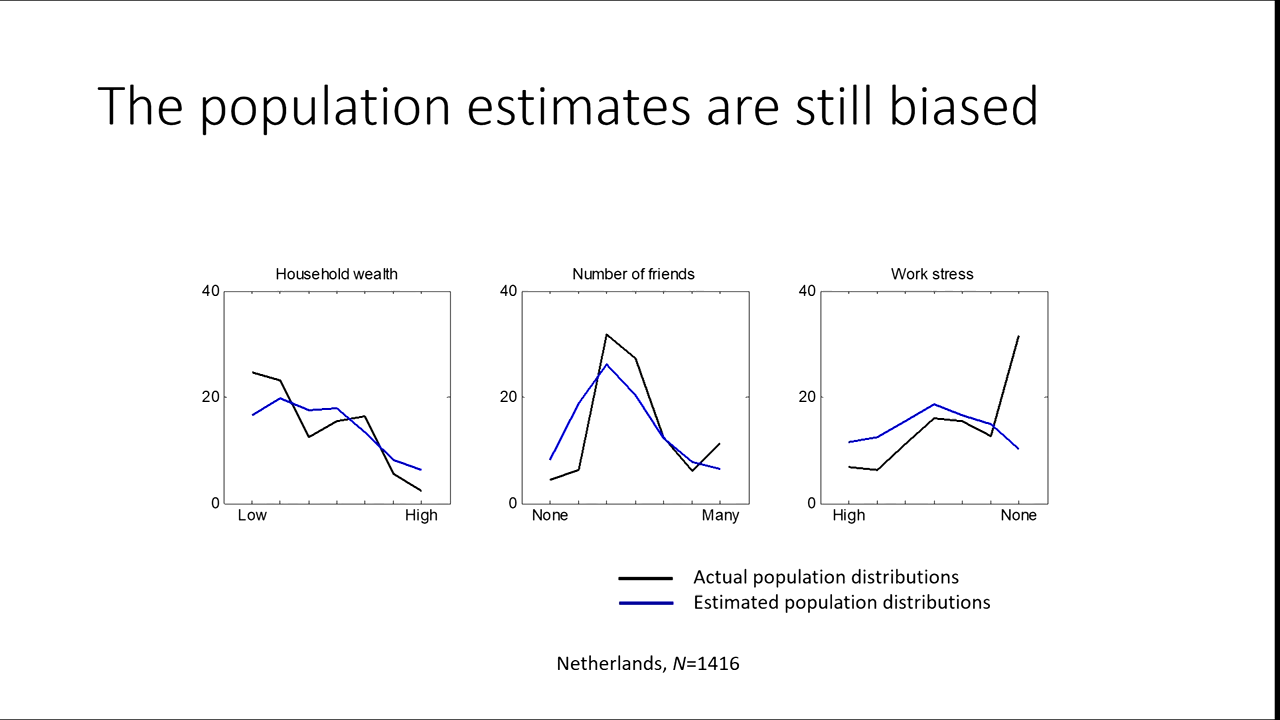 The population estimates are still biased
Household wealth
40
20
0
Low High
Number of friends
40
20
0
None Many
Work stress
40
20
0
High None
Actual population distributions
Estimated population distributions
Netherlands, N=1416